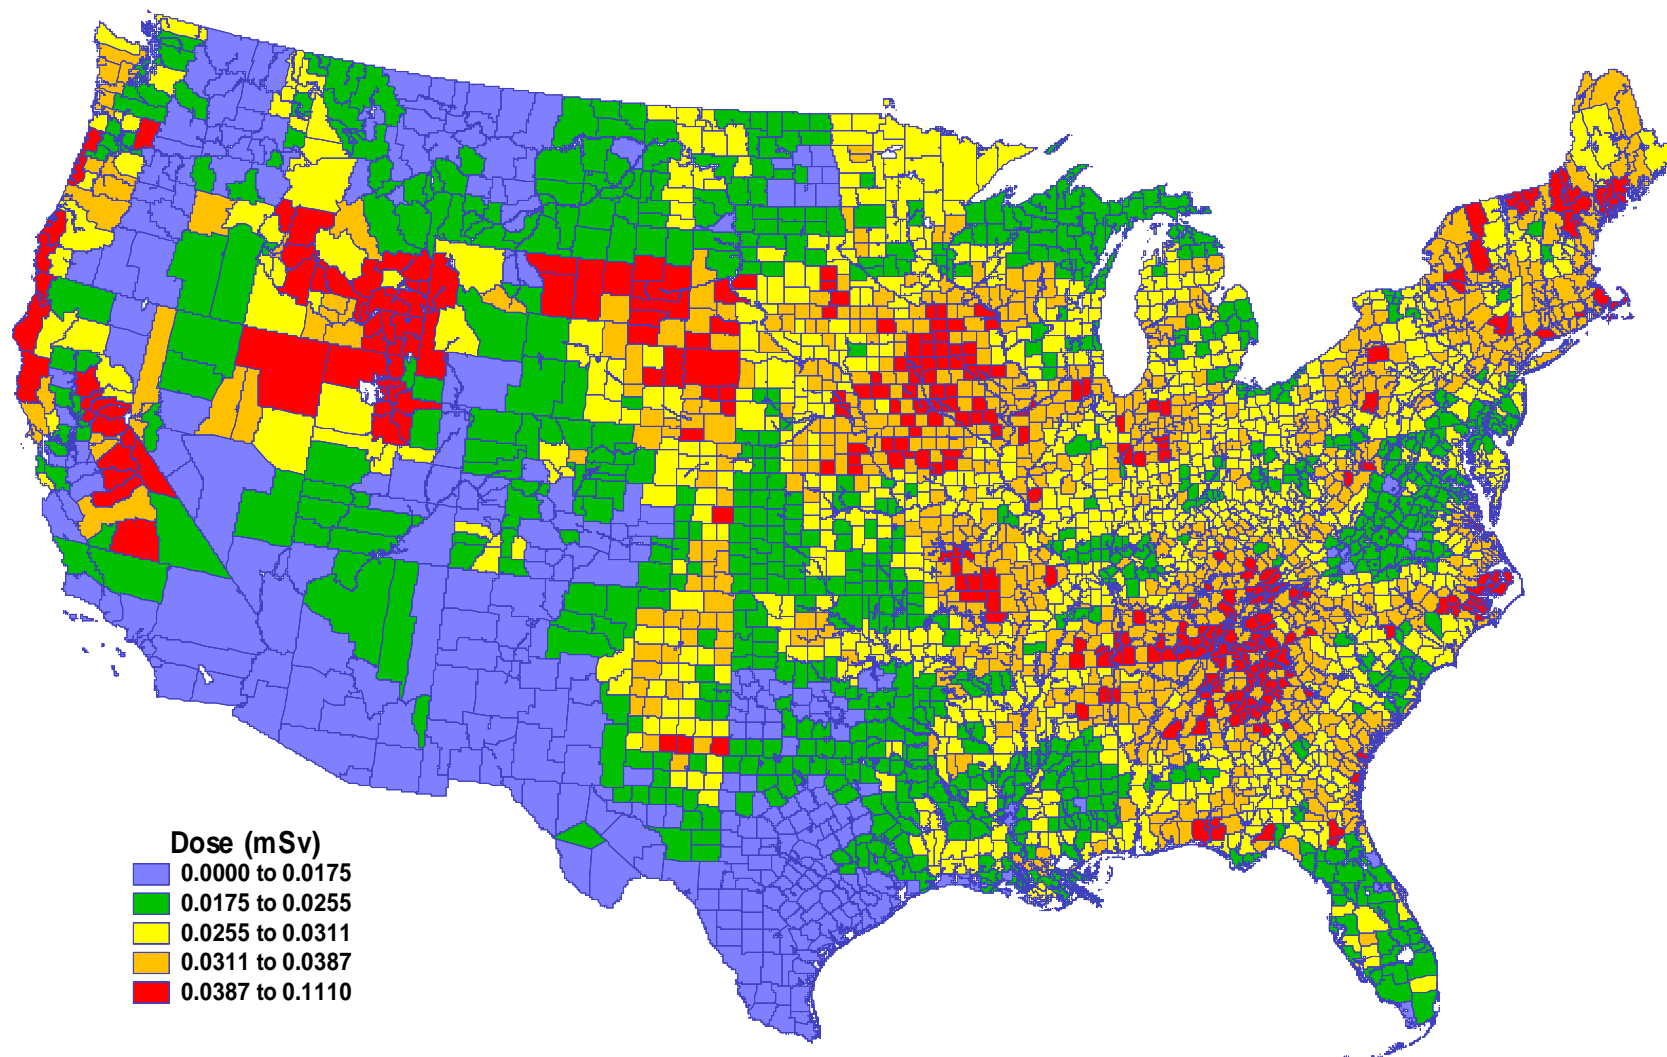 Dose (mSv)
0.0000 to 0.0175
0.0175 to 0.0255
0.0255 to 0.0311
0.0311 to 0.0387
0.0387 to 0.1110